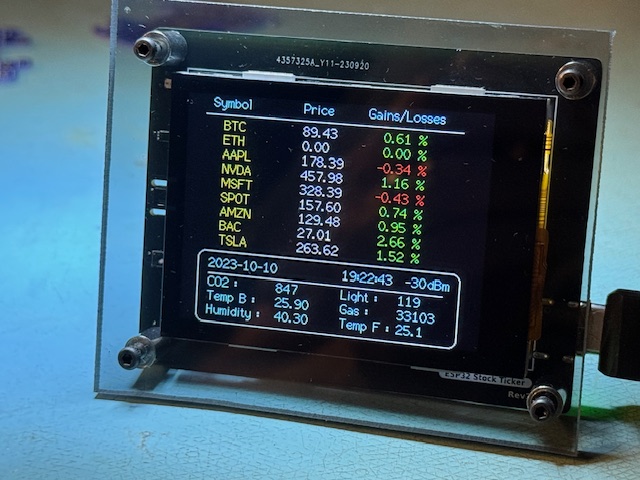 4357325A_Y11-230920
Symbol Price Gains/Losses
BTC 89.43 0.61 %
ETH 0.00 0.00 %
AAPL 178.39 -0.34 %
NVDA 457.98 1.16 %
MSFT 328.39 -0.43 %
SPOT 157.60 0.74 %
AMZN 129.48 0.95 %
BAC 27.01 2.66 %
TSLA 263.62 1.52 %
2023-10-10 19:22:43 -30dBm
CO2 : 847 Light : 119
Temp B : 25.90 Gas : 33103
Humidity : 40.30 Temp F : 25.1
ESP32 Stock Ticker